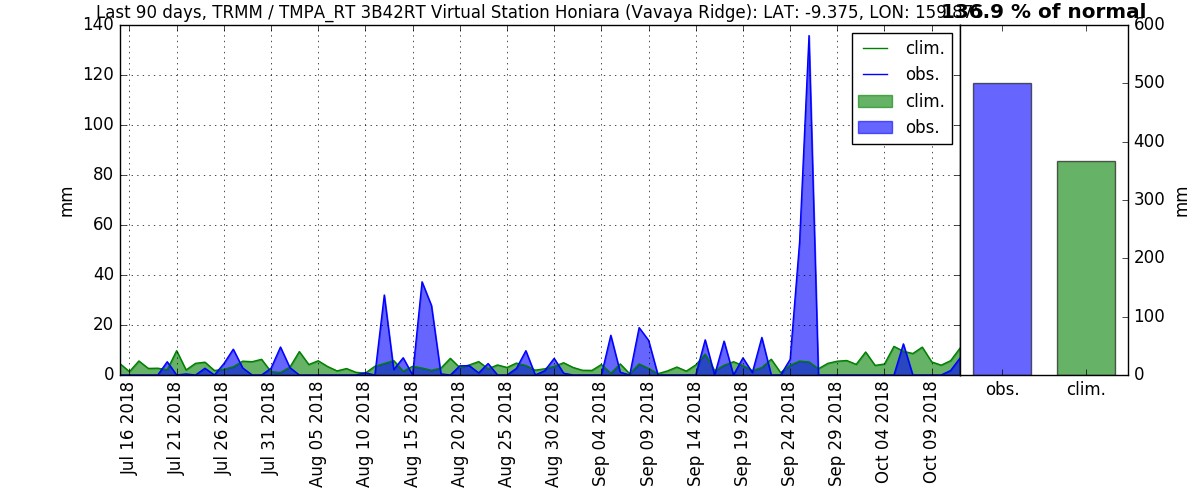 Last 90 days, TRMM / TMPA_RT 3B42RT Virtual Station Honiara (Vavaya Ridge): LAT: -9.375, LON:
136.9 % of normal
140
120
100
80
60
40
20
0
mm
clim.
obs.
clim.
obs.
600
500
400
300
200
100
0
mm
obs.
clim.
Jul 16 2018
Jul 21 2018
Jul 26 2018
Jul 31 2018
Aug 05 2018
Aug 10 2018
Aug 15 2018
Aug 20 2018
Aug 25 2018
Aug 30 2018
Sep 04 2018
Sep 09 2018
Sep 14 2018
Sep 19 2018
Sep 24 2018
Sep 29 2018
Oct 04 2018
Oct 09 2018